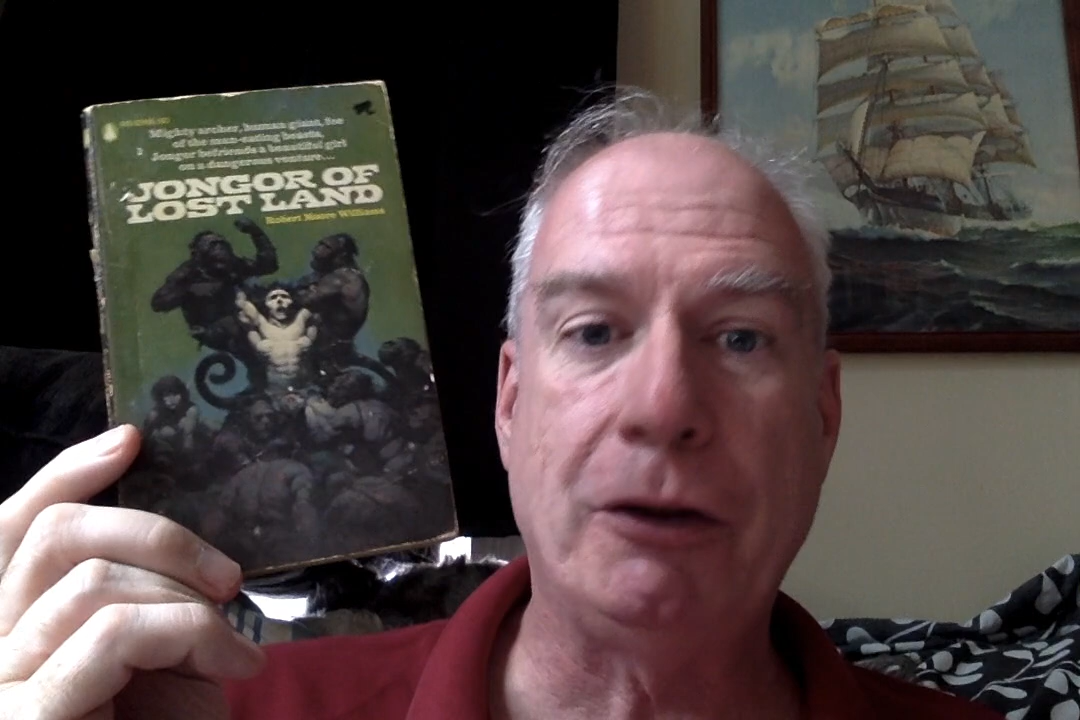 Mighty archer, human giant, foe
of the man-eating beasts,
Jongor befriends a beautiful girl
on a dangerous venture...
JONGOR OF
LOST LAND
Robert Moore Williams